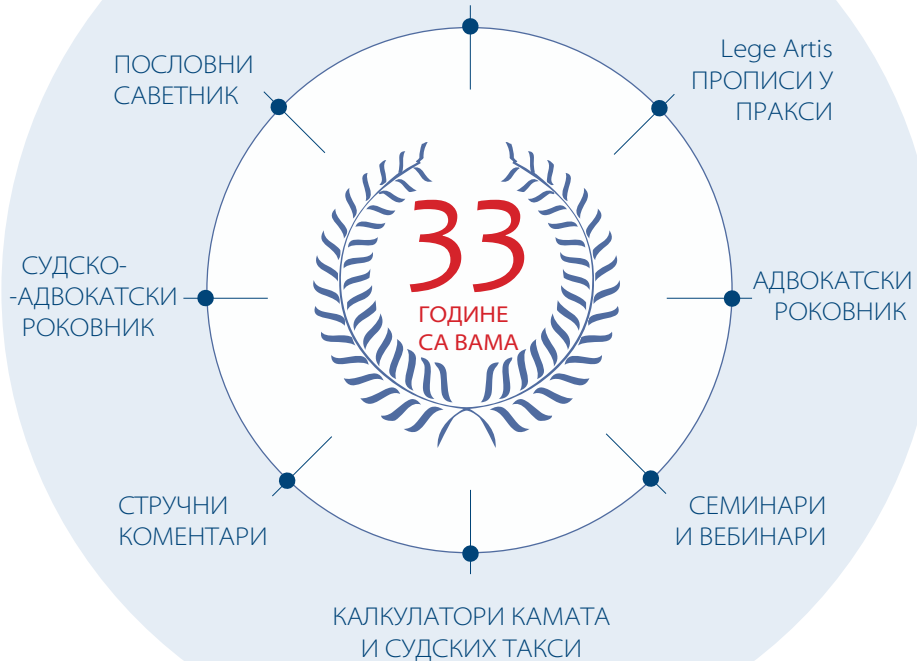 ПОСЛОВНИ
САВЕТНИК
Lege Artis
ПРОПИСИ У
ПРАКСИ
СУДСКО-
-АДВОКАТСКИ
РОКОВНИК
33
ГОДИНЕ
СА ВАМА
АДВОКАТСКИ
РОКОВНИК
СТРУЧНИ
КОМЕНТАРИ
СЕМИНАРИ
И ВЕБИНАРИ
КАЛКУЛАТОРИ КАМАТА
И СУДСКИХ ТАКСИ